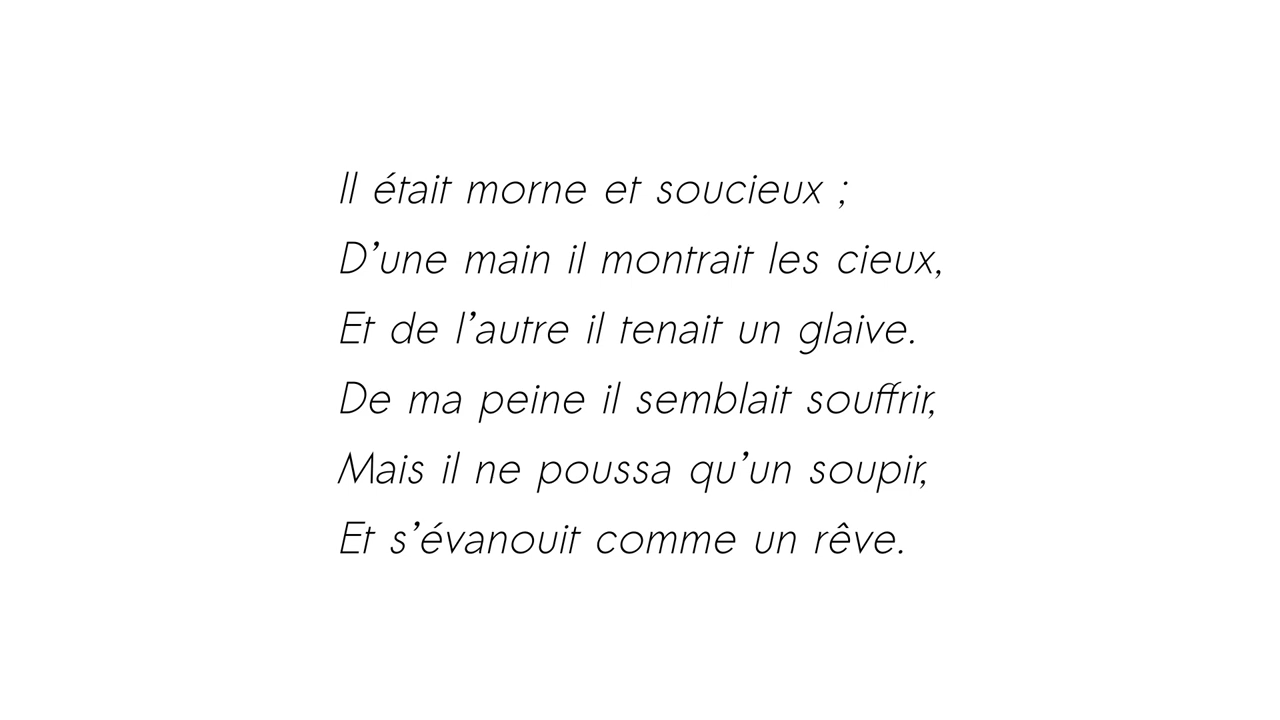 Il était morne et soucieux ;
D’une main il montrait les cieux,
Et de l’autre il tenait un glaive.
De ma peine il semblait souffrir,
Mais il ne poussa qu’un soupir,
Et s’évanouit comme un rêve.